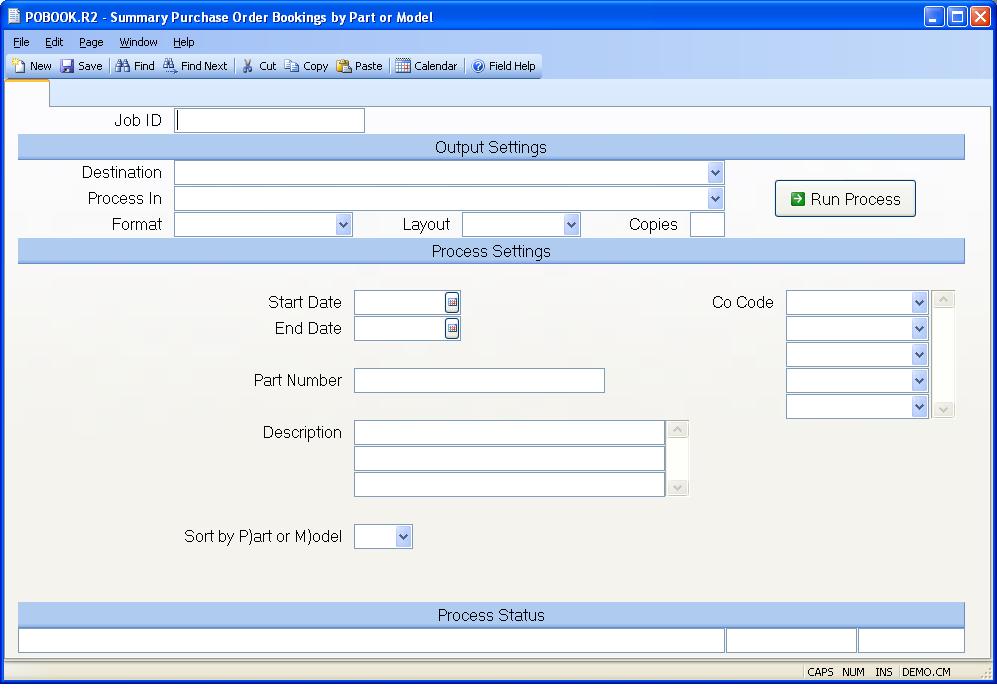 POBOOK.R2 - Summary Purchase Order Bookings by Part or Model
File Edit Page Window Help
New Save Find Find Next Cut Copy Paste Calendar Field Help
Job ID
Output Settings
Destination
Process In
Run Process
Format Layout Copies
Process Settings
Start Date Co Code
End Date
Part Number
Description
Sort by P)art or M)odel
Process Status
CAPS NUM INS DEMO.CM